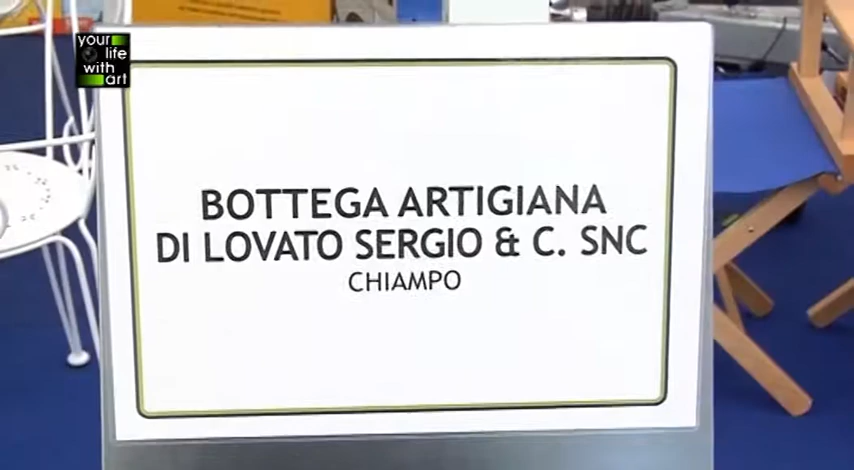 your
life
with
art
BOTTEGA ARTIGIANA
DI LOVATO SERGIO & C. SNC
CHIAMPO